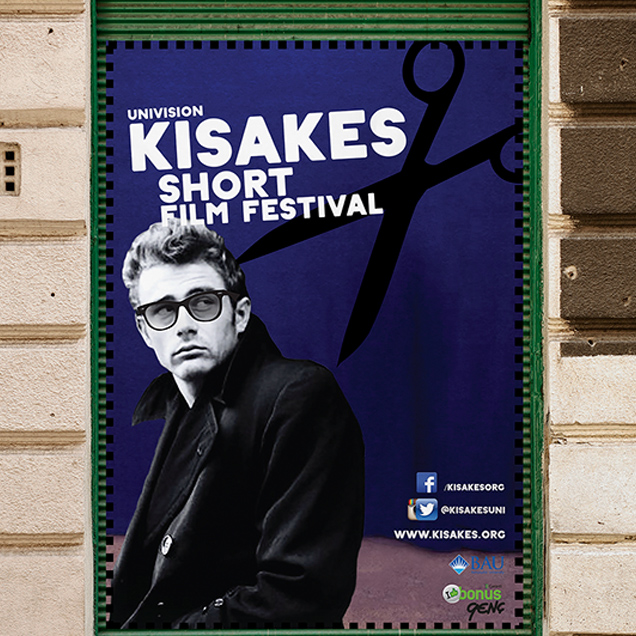 UNIVISION
KISAKES
SHORT
FILM FESTIVAL
/KISAKESORG
@KISAKESUNI
WWW.KISAKES.ORG
BAU
bonus
GENÇ